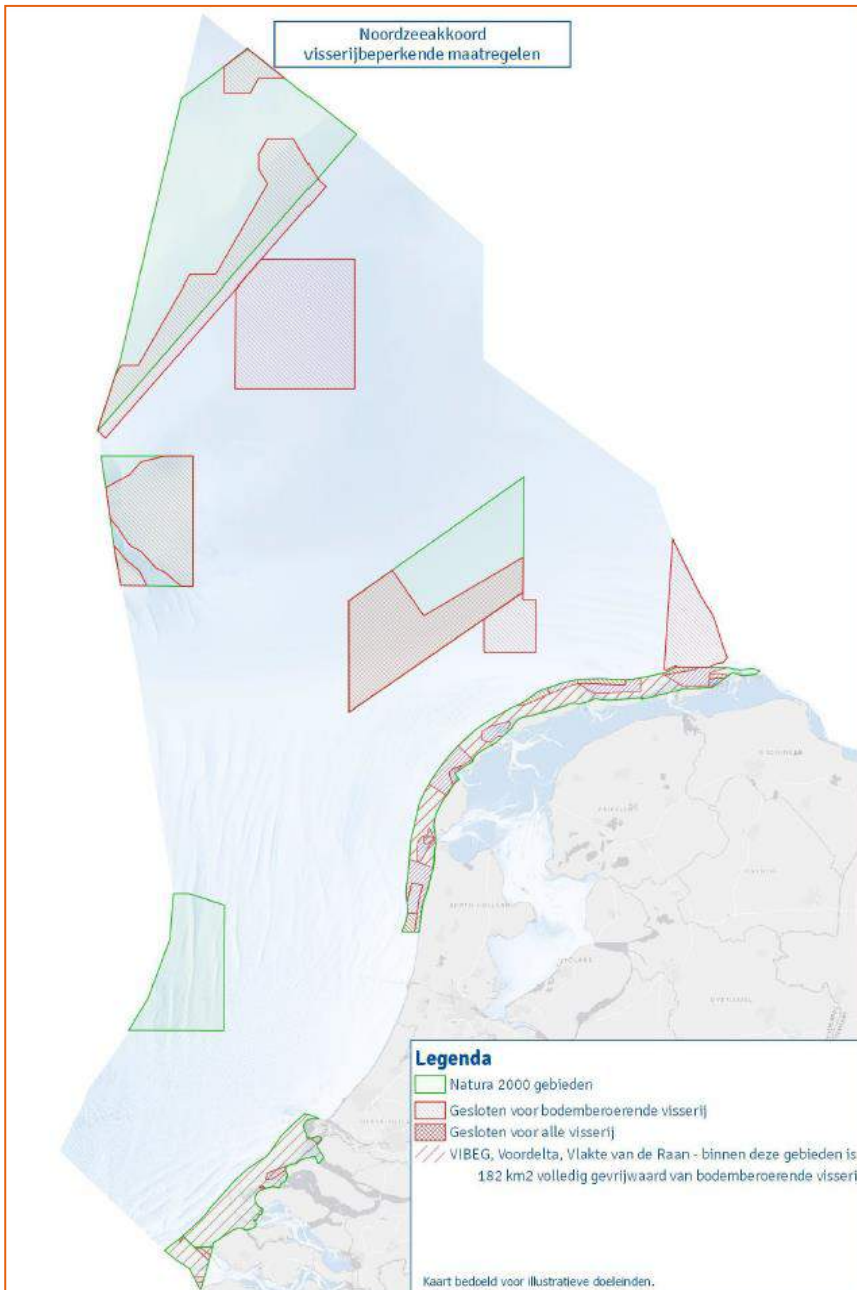 Noordzeeakkoord
visserijbeperkende maatregelen
Legenda
Natura 2000 gebieden
Gesloten voor bodemberoerende visserij
Gesloten voor alle visserij
VIBEG, Voordelta, Vlakte van de Raan - binnen deze gebieden is
182 km2 volledig gevrijwaard van bodemberoerende visseri
Kaart bedoeld voor illustratieve doeleinden.